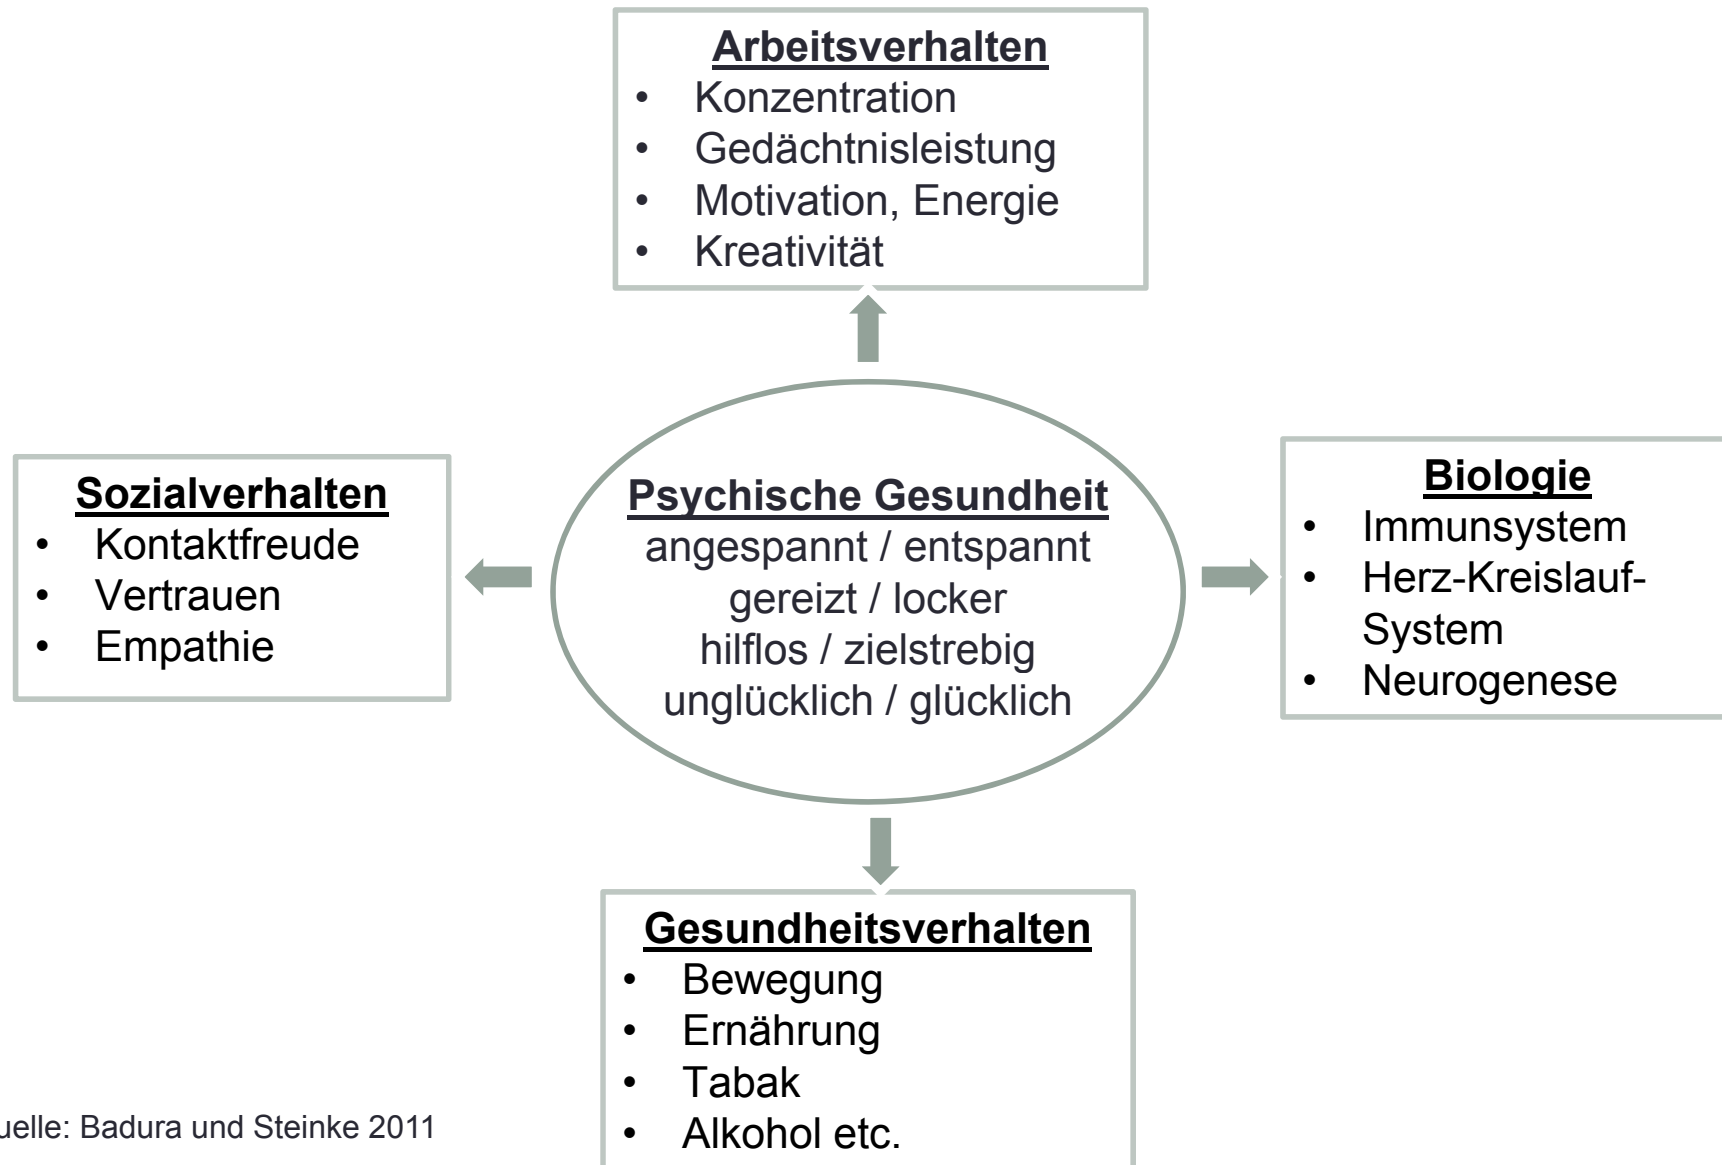 Arbeitsverhalten
• Konzentration
• Gedächtnisleistung
• Motivation, Energie
• Kreativität
Sozialverhalten
• Kontaktfreude
• Vertrauen
• Empathie
Psychische Gesundheit
angespannt / entspannt
gereizt / locker
hilflos / zielstrebig
unglücklich / glücklich
Biologie
• Immunsystem
• Herz-Kreislauf-
System
• Neurogenese
Gesundheitsverhalten
• Bewegung
• Ernährung
• Tabak
• Alkohol etc.
uelle: Badura und Steinke 2011